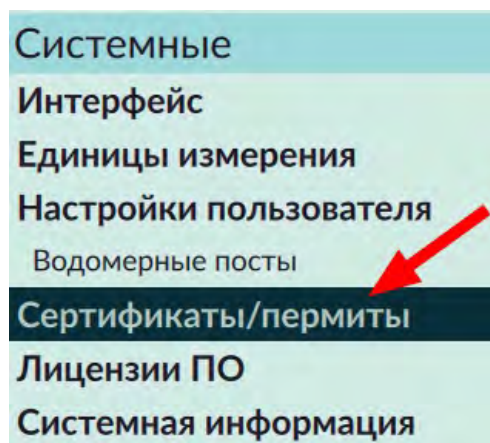 Системные
Интерфейс
Единицы измерения
Настройки пользователя
Водомерные посты
Сертификаты/пермиты
Лицензии ПО
Системная информация